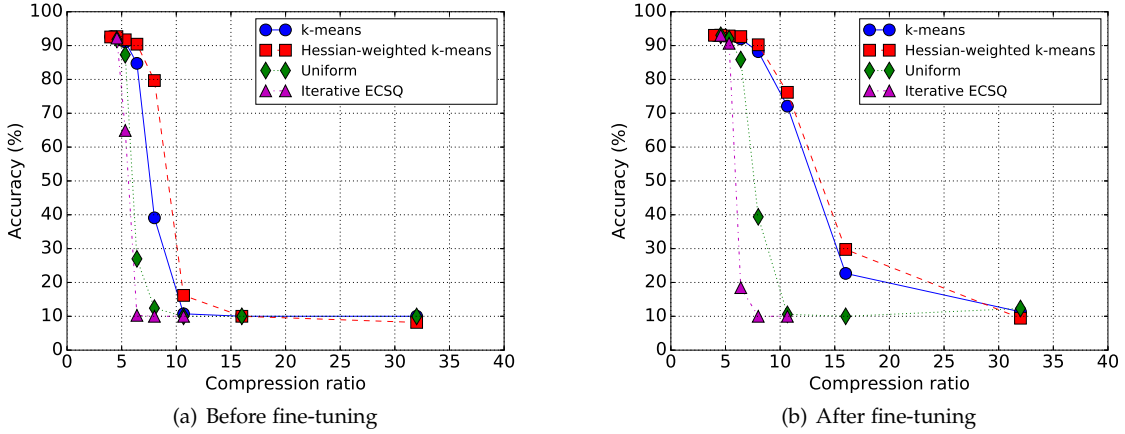 100
90
80
70
60
50
40
30
20
10
0
Accuracy (%)
0 5 10 15 20 25 30 35 40
Compression ratio
k-means
Hessian-weighted k-means
Uniform
Iterative ECSQ
(a) Before fine-tuning
100
90
80
70
60
50
40
30
20
10
0
Accuracy (%)
0 5 10 15 20 25 30 35 40
Compression ratio
k-means
Hessian-weighted k-means
Uniform
Iterative ECSQ
(b) After fine-tuning